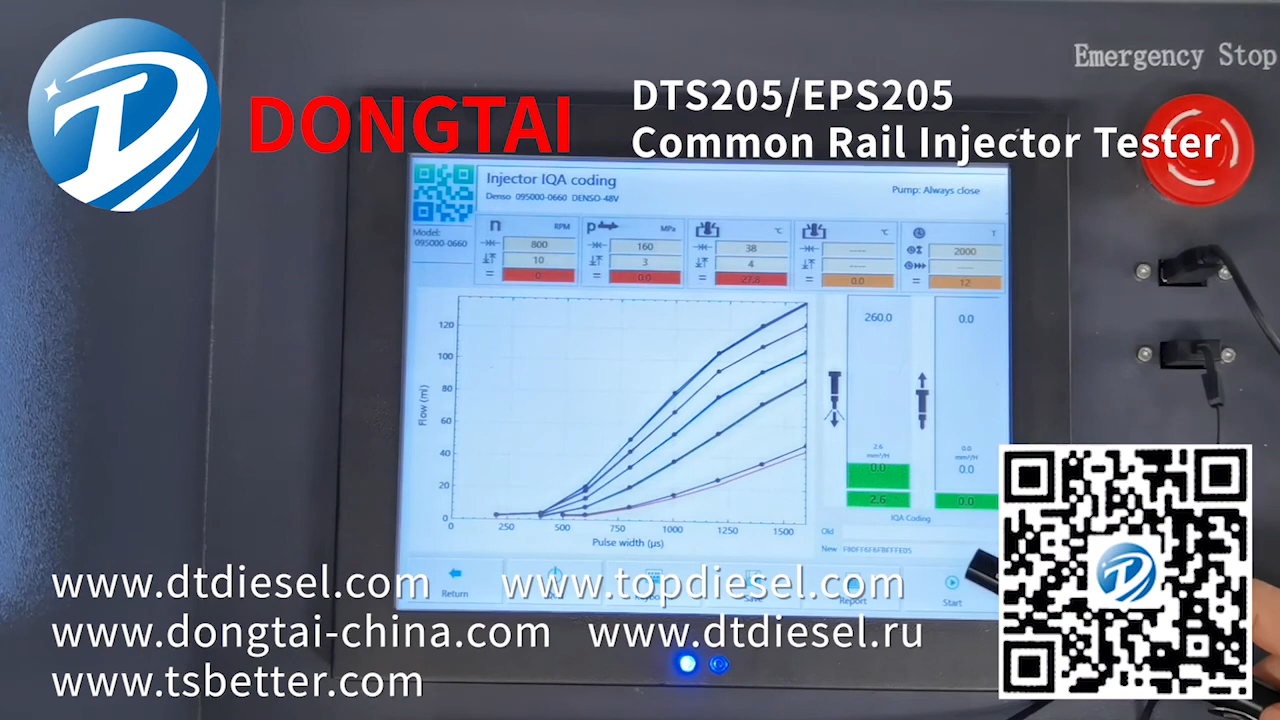 Emergency Stop
DONGTAI
DTS205/EPS205
Common Rail Injector Tester
Injector IQA coding
Denso 095000-0660 DENSO-48V
Pump: Always close
Model:
095000-0660
n RPM
800
10
0
P MPa
160
3
0.0
℃
38
4
27.8
℃
-----
-----
0.0
T
2000
-----
12
Flow (ml)
120
100
80
60
40
20
0
0 250 500 750 1000 1250 1500
Pulse width (µs)
260.0
2.6
mm³/H
0.0
2.6
0.0
0.0
mm³/H
0.0
0.0
IQA Coding
Old
New
Return
Save
Report
Start
www.dtdiesel.com www.topdiesel.com
www.dongtai-china.com www.dtdiesel.ru
www.tsbetter.com